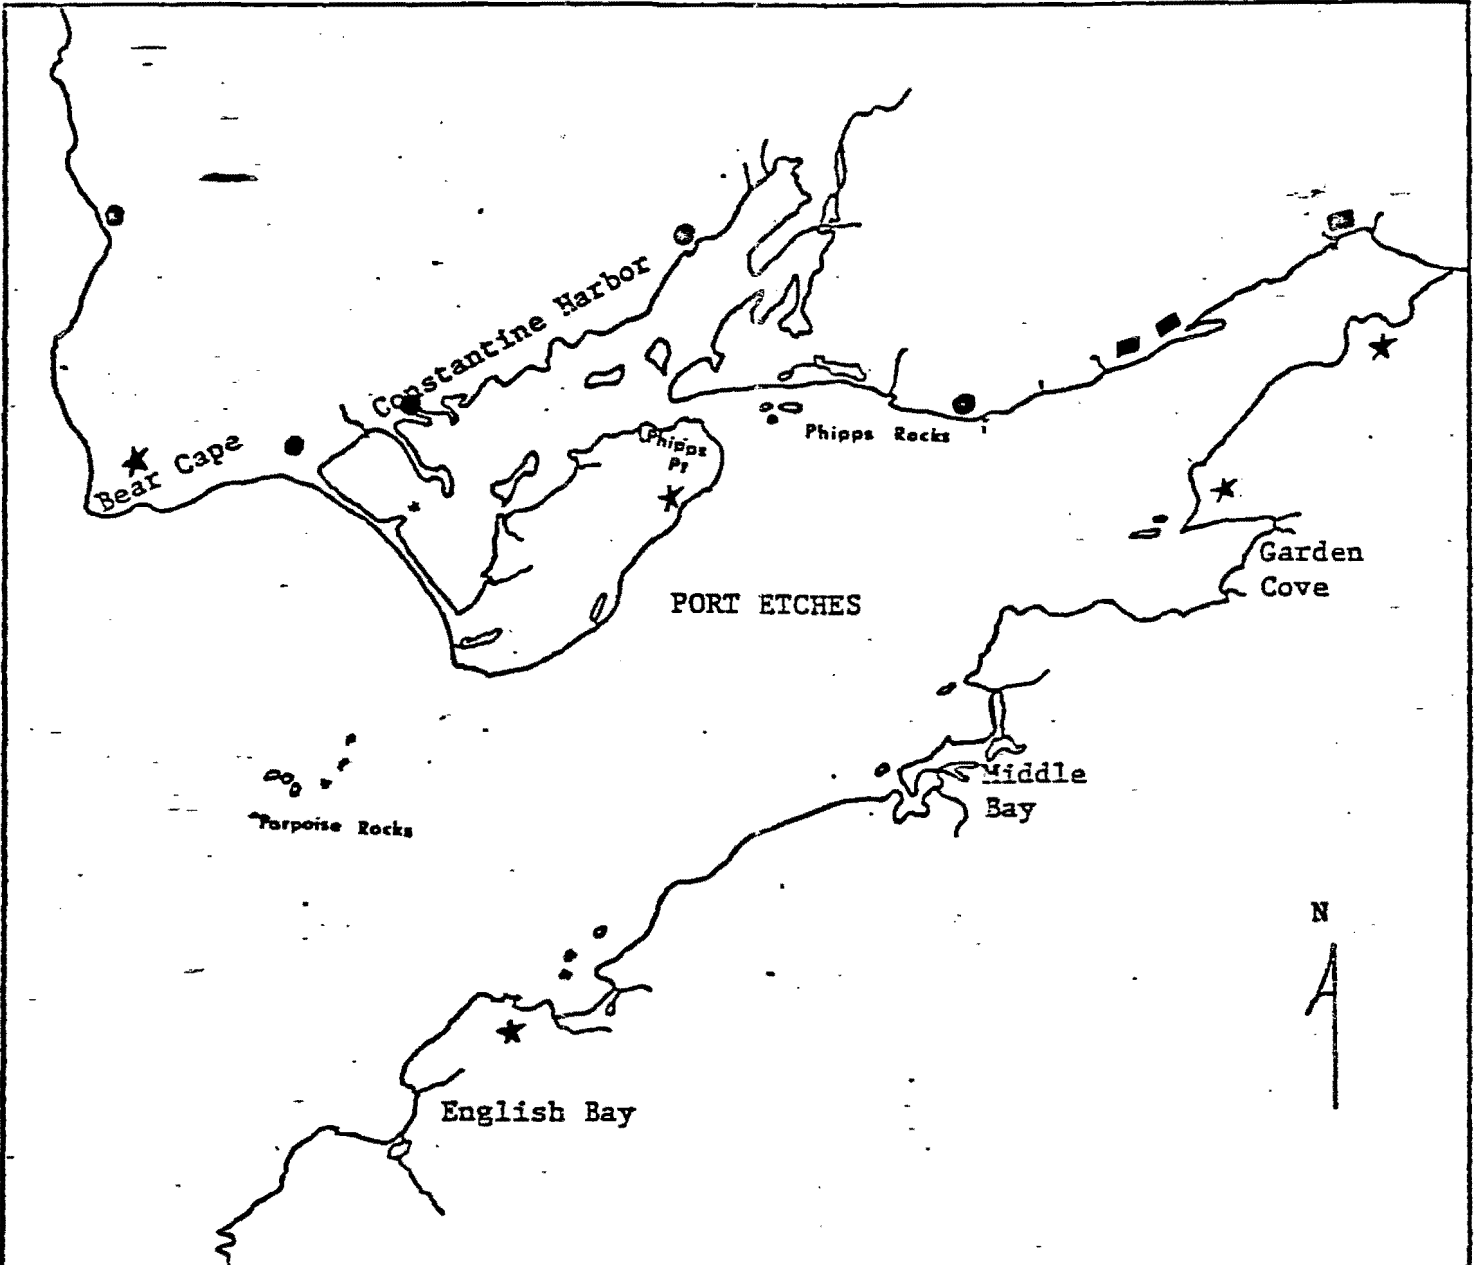 Constantine Harbor
Bear Cape
Phipps
Pt
Phipps Rocks
Garden
Cove
PORT ETCHES
Middle
Bay
Porpoise Rocks
N
English Bay